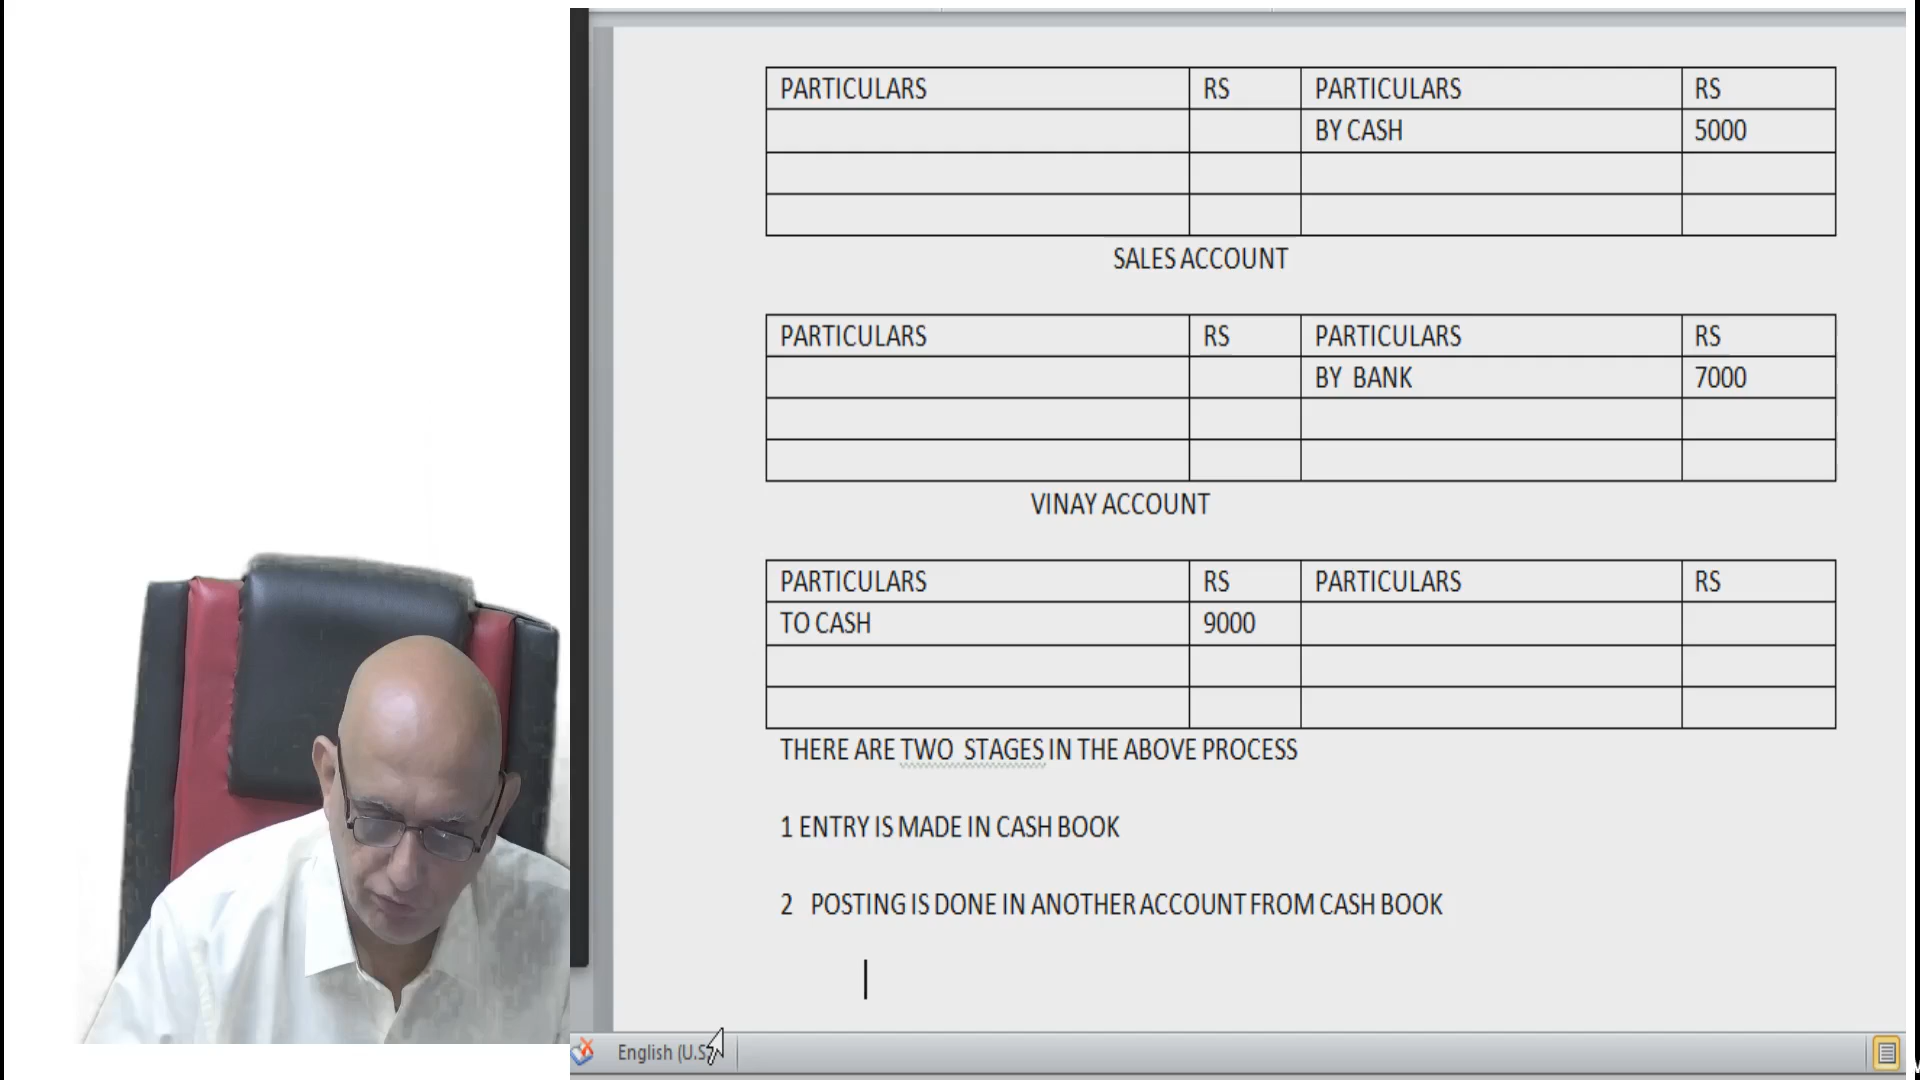 PARTICULARS RS PARTICULARS RS
BY CASH 5000
SALES ACCOUNT
PARTICULARS RS PARTICULARS RS
BY BANK 7000
VINAY ACCOUNT
PARTICULARS RS PARTICULARS RS
TO CASH 9000
THERE ARE TWO STAGES IN THE ABOVE PROCESS
1 ENTRY IS MADE IN CASH BOOK
2 POSTING IS DONE IN ANOTHER ACCOUNT FROM CASH BOOK
English (U.S